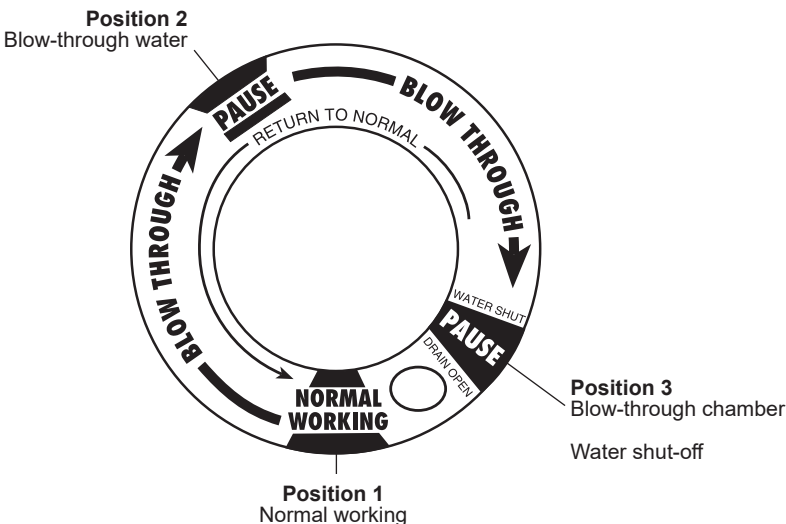 Position 2
Blow-through water
PAUSE
BLOW THROUGH
RETURN TO NORMAL
BLOW THROUGH
WATER SHUT
PAUSE
DRAIN OPEN
NORMAL
WORKING
Position 3
Blow-through chamber
Water shut-off
Position 1
Normal working